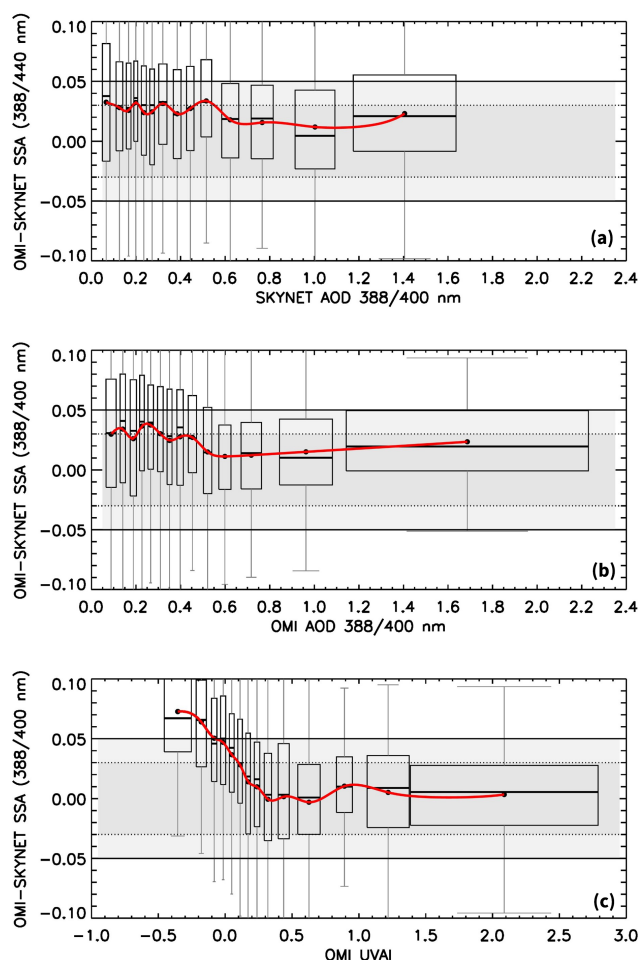 OMI-SKYNET SSA (388/440 nm)
0.10
0.05
0.00
-0.05
-0.10
(a)
0.0 0.2 0.4 0.6 0.8 1.0 1.2 1.4 1.6 1.8 2.0 2.2 2.4
SKYNET AOD 388/400 nm
OMI-SKYNET SSA (388/400 nm)
0.10
0.05
0.00
-0.05
-0.10
(b)
0.0 0.2 0.4 0.6 0.8 1.0 1.2 1.4 1.6 1.8 2.0 2.2 2.4
OMI AOD 388/400 nm
OMI-SKYNET SSA (388/400 nm)
0.10
0.05
0.00
-0.05
-0.10
(c)
-1.0 -0.5 0.0 0.5 1.0 1.5 2.0 2.5 3.0
OMI UVAI